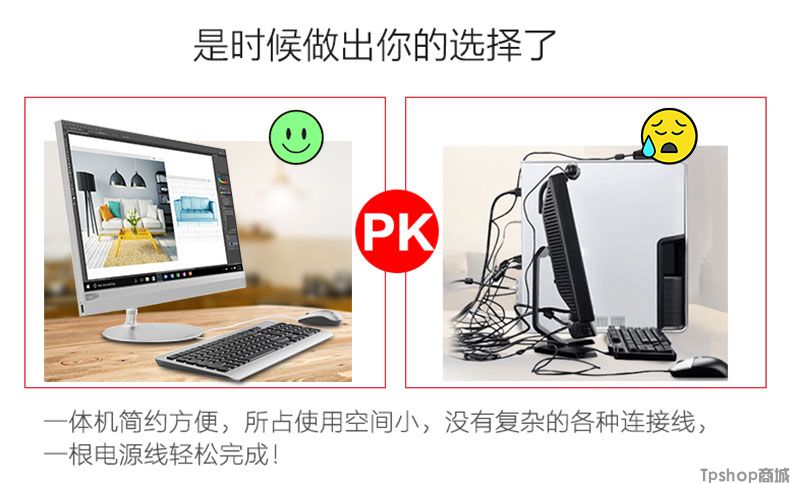 是时候做出你的选择了
PK
一体机简约方便，所占使用空间小，没有复杂的各种连接线，
一根电源线轻松完成！
Tpshop商城